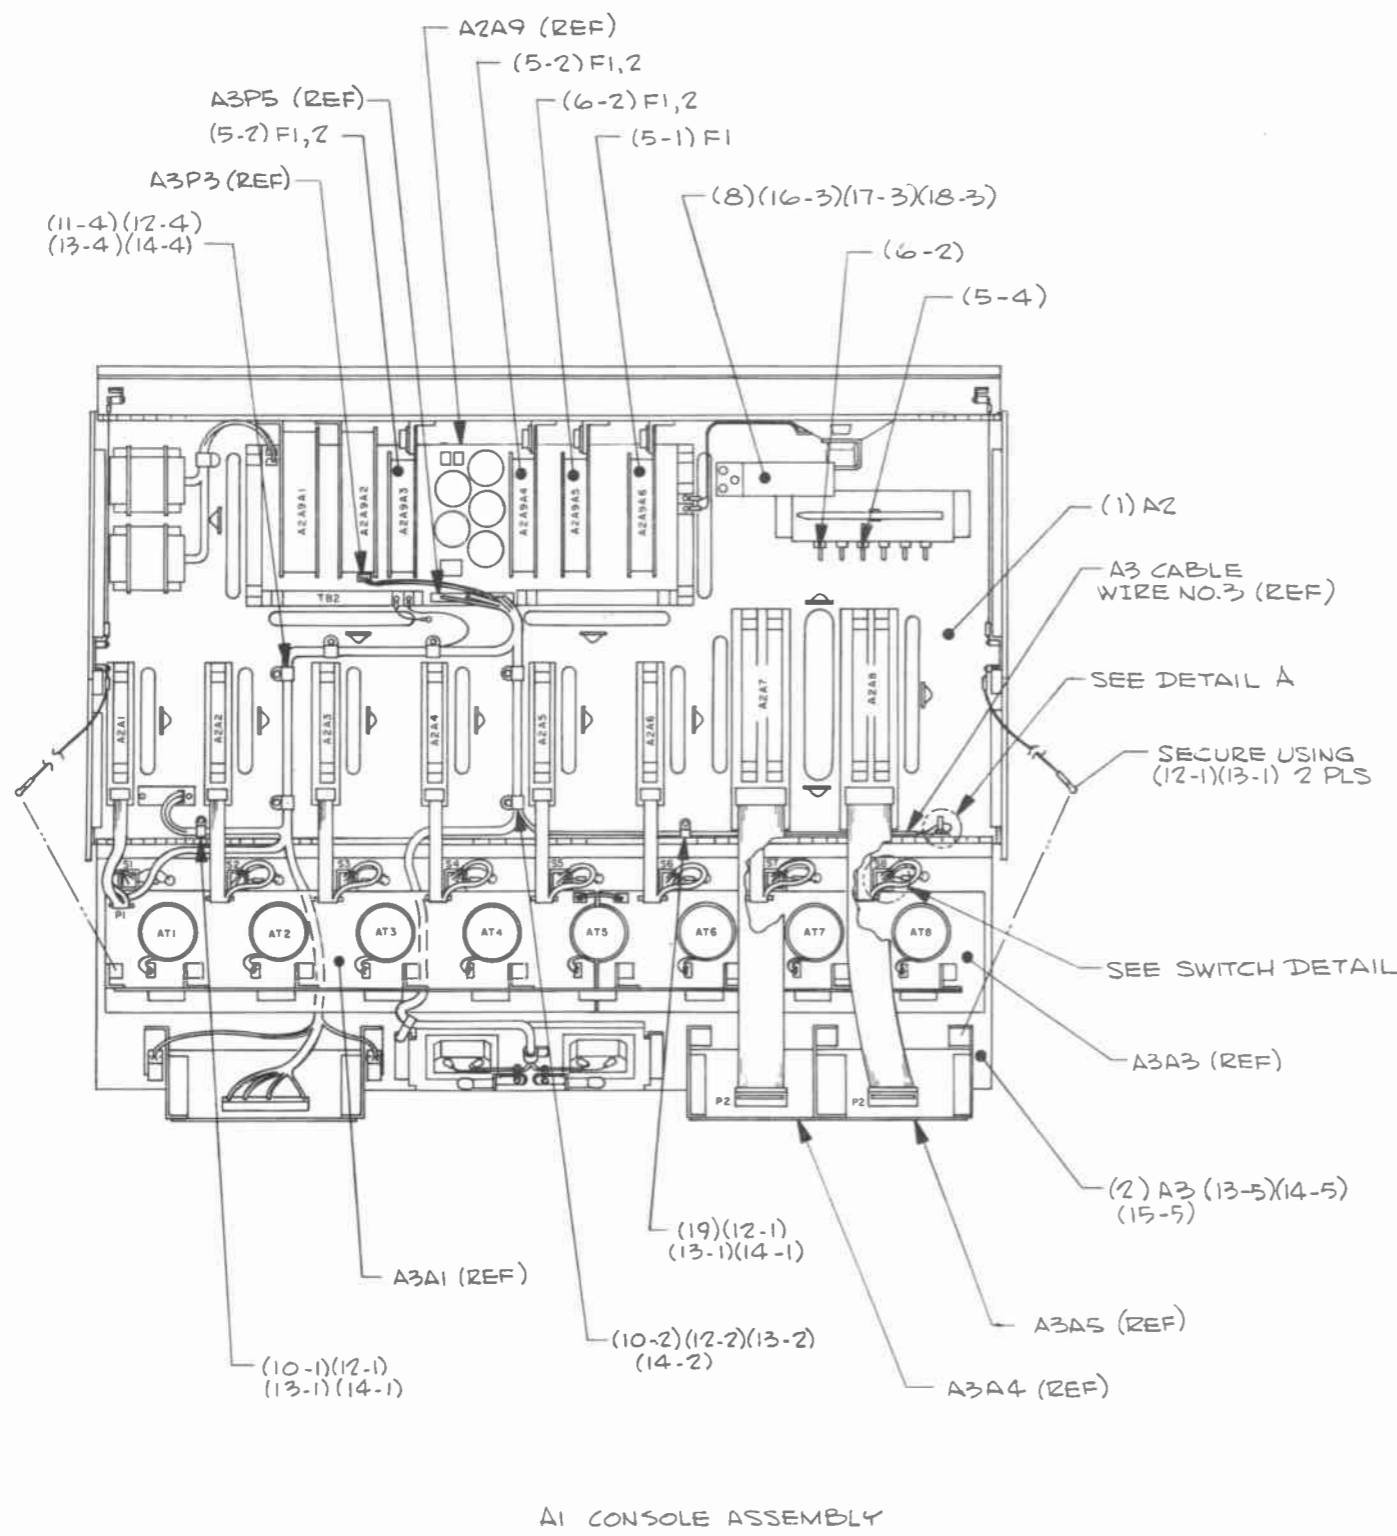 A2A9 (REF)
(5-2) F1,2
A3P5 (REF)
(6-2) F1,2
(5-2) F1,2
(5-1) F1
A3P3 (REF)
(8)(16-3)(17-3)(18-3)
(11-4)(12-4)
(13-4)(14-4)
(6-2)
(5-4)
(1) A2
A3 CABLE
WIRE NO.3 (REF)
SEE DETAIL A
SECURE USING
(12-1)(13-1) 2 PLS
A2A9A1
A2A9A2
A2A9A3
A2A9A4
A2A9A5
A2A9A6
TB2
A2A1
A2A2
A2A3
A2A4
A2A5
A2A6
A2A7
A2A8
S1
S2
S3
S4
S5
S6
S7
S8
P1
AT1
AT2
AT3
AT4
AT5
AT6
AT7
AT8
SEE SWITCH DETAIL
A3A3 (REF)
P2
P2
(2) A3 (13-5)(14-5)
(15-5)
(19)(12-1)
(13-1)(14-1)
A3A1 (REF)
A3A5 (REF)
(10-2)(12-2)(13-2)
(14-2)
(10-1)(12-1)
(13-1)(14-1)
A3A4 (REF)
A1 CONSOLE ASSEMBLY